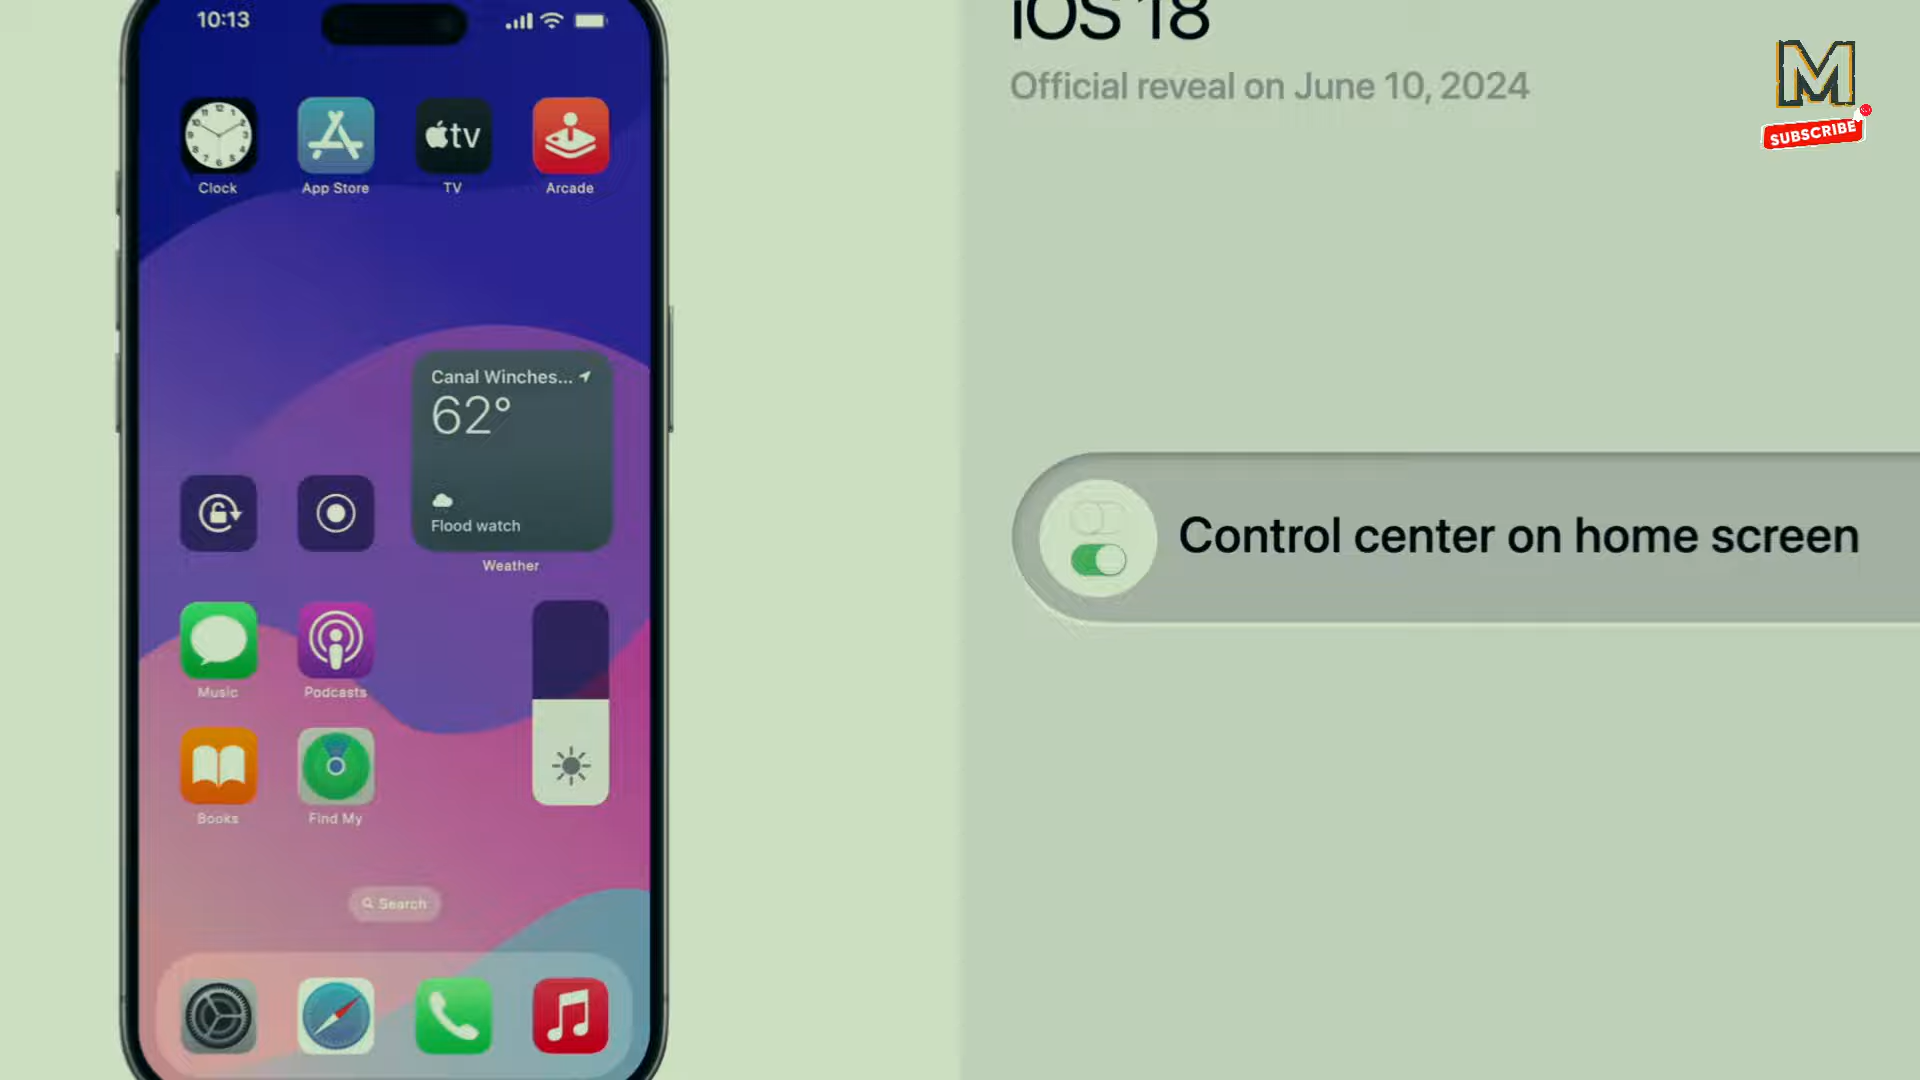 10:13
Clock
App Store
tv
TV
Arcade
Canal Winches...
62°
Flood watch
Weather
Music
Podcasts
Books
Find My
Search
iOS 18
Official reveal on June 10, 2024
M
SUBSCRIBE
Control center on home screen